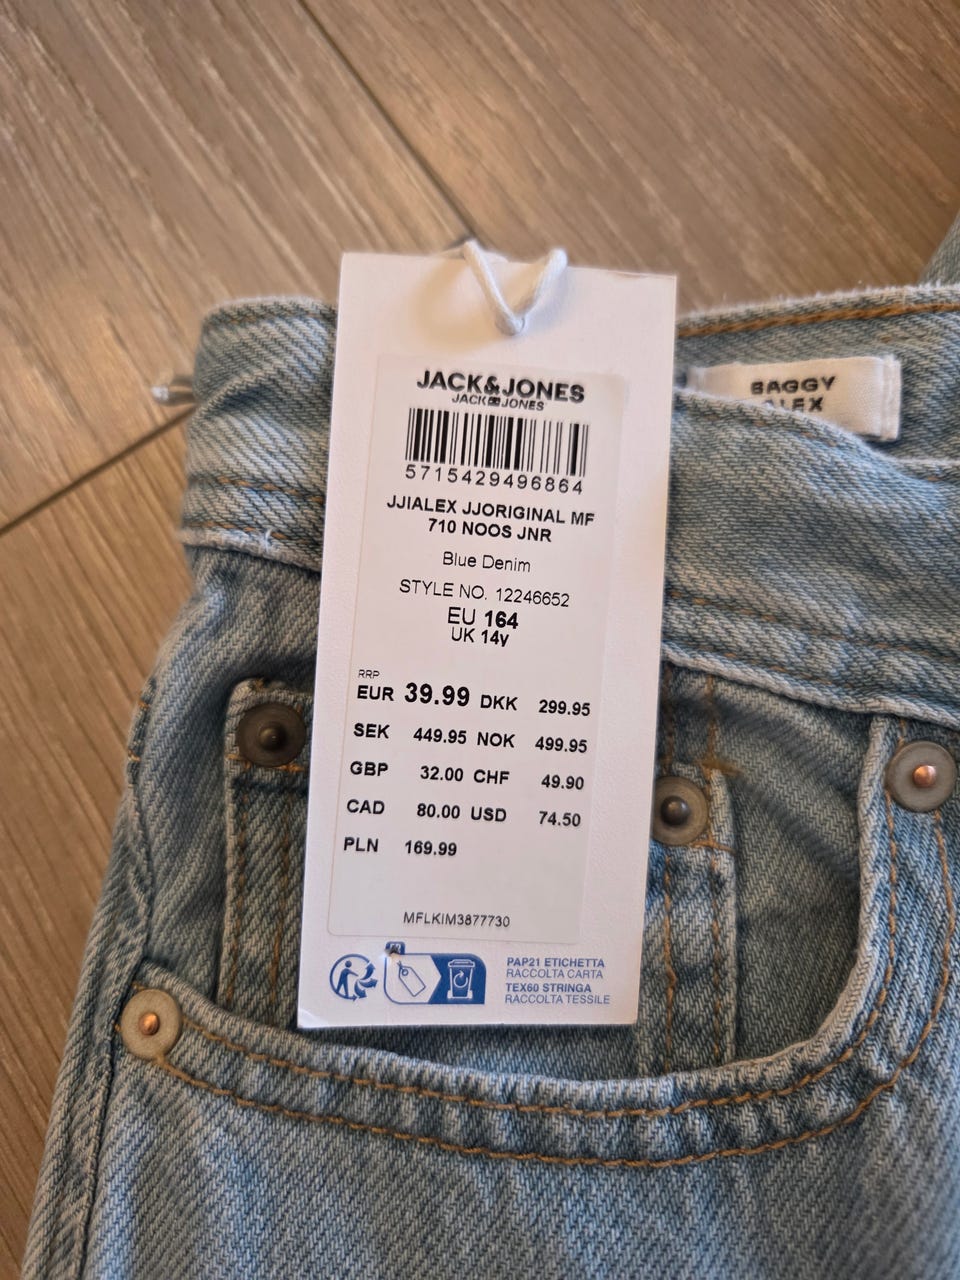 JACK&JONES
JACK&JONES
5715429496864
JJIALEX JJORIGINAL MF
710 NOOS JNR
Blue Denim
STYLE NO. 12246652
EU 164
UK 14y
RRP
EUR 39.99 DKK 299.95
SEK 449.95 NOK 499.95
GBP 32.00 CHF 49.90
CAD 80.00 USD 74.50
PLN 169.99
MFLKIM3877730
PAP21 ETICHETTA
RACCOLTA CARTA
TEX60 STRINGA
RACCOLTA TESSILE
BAGGY
ALEX